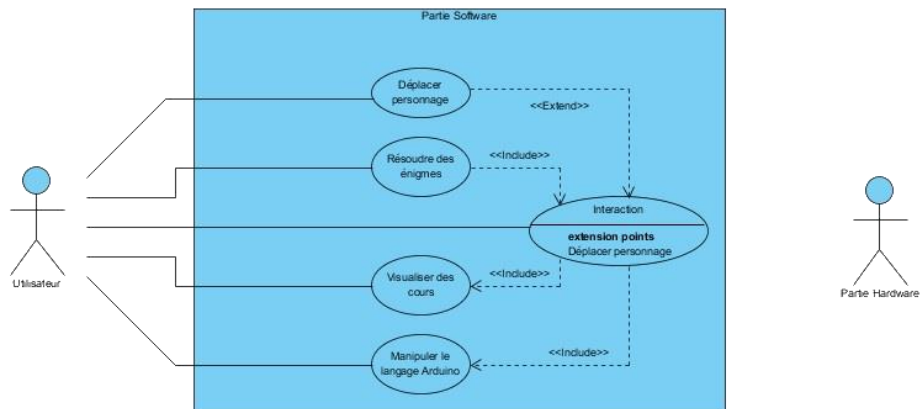 Partie Software
Déplacer
personnage
<<Extend>>
Résoudre des
énigmes
<<Include>>
Interaction
extension points
Déplacer personnage
Utilisateur
Visualiser des
cours
<<Include>>
Partie Hardware
Manipuler le
langage Arduino
<<Include>>